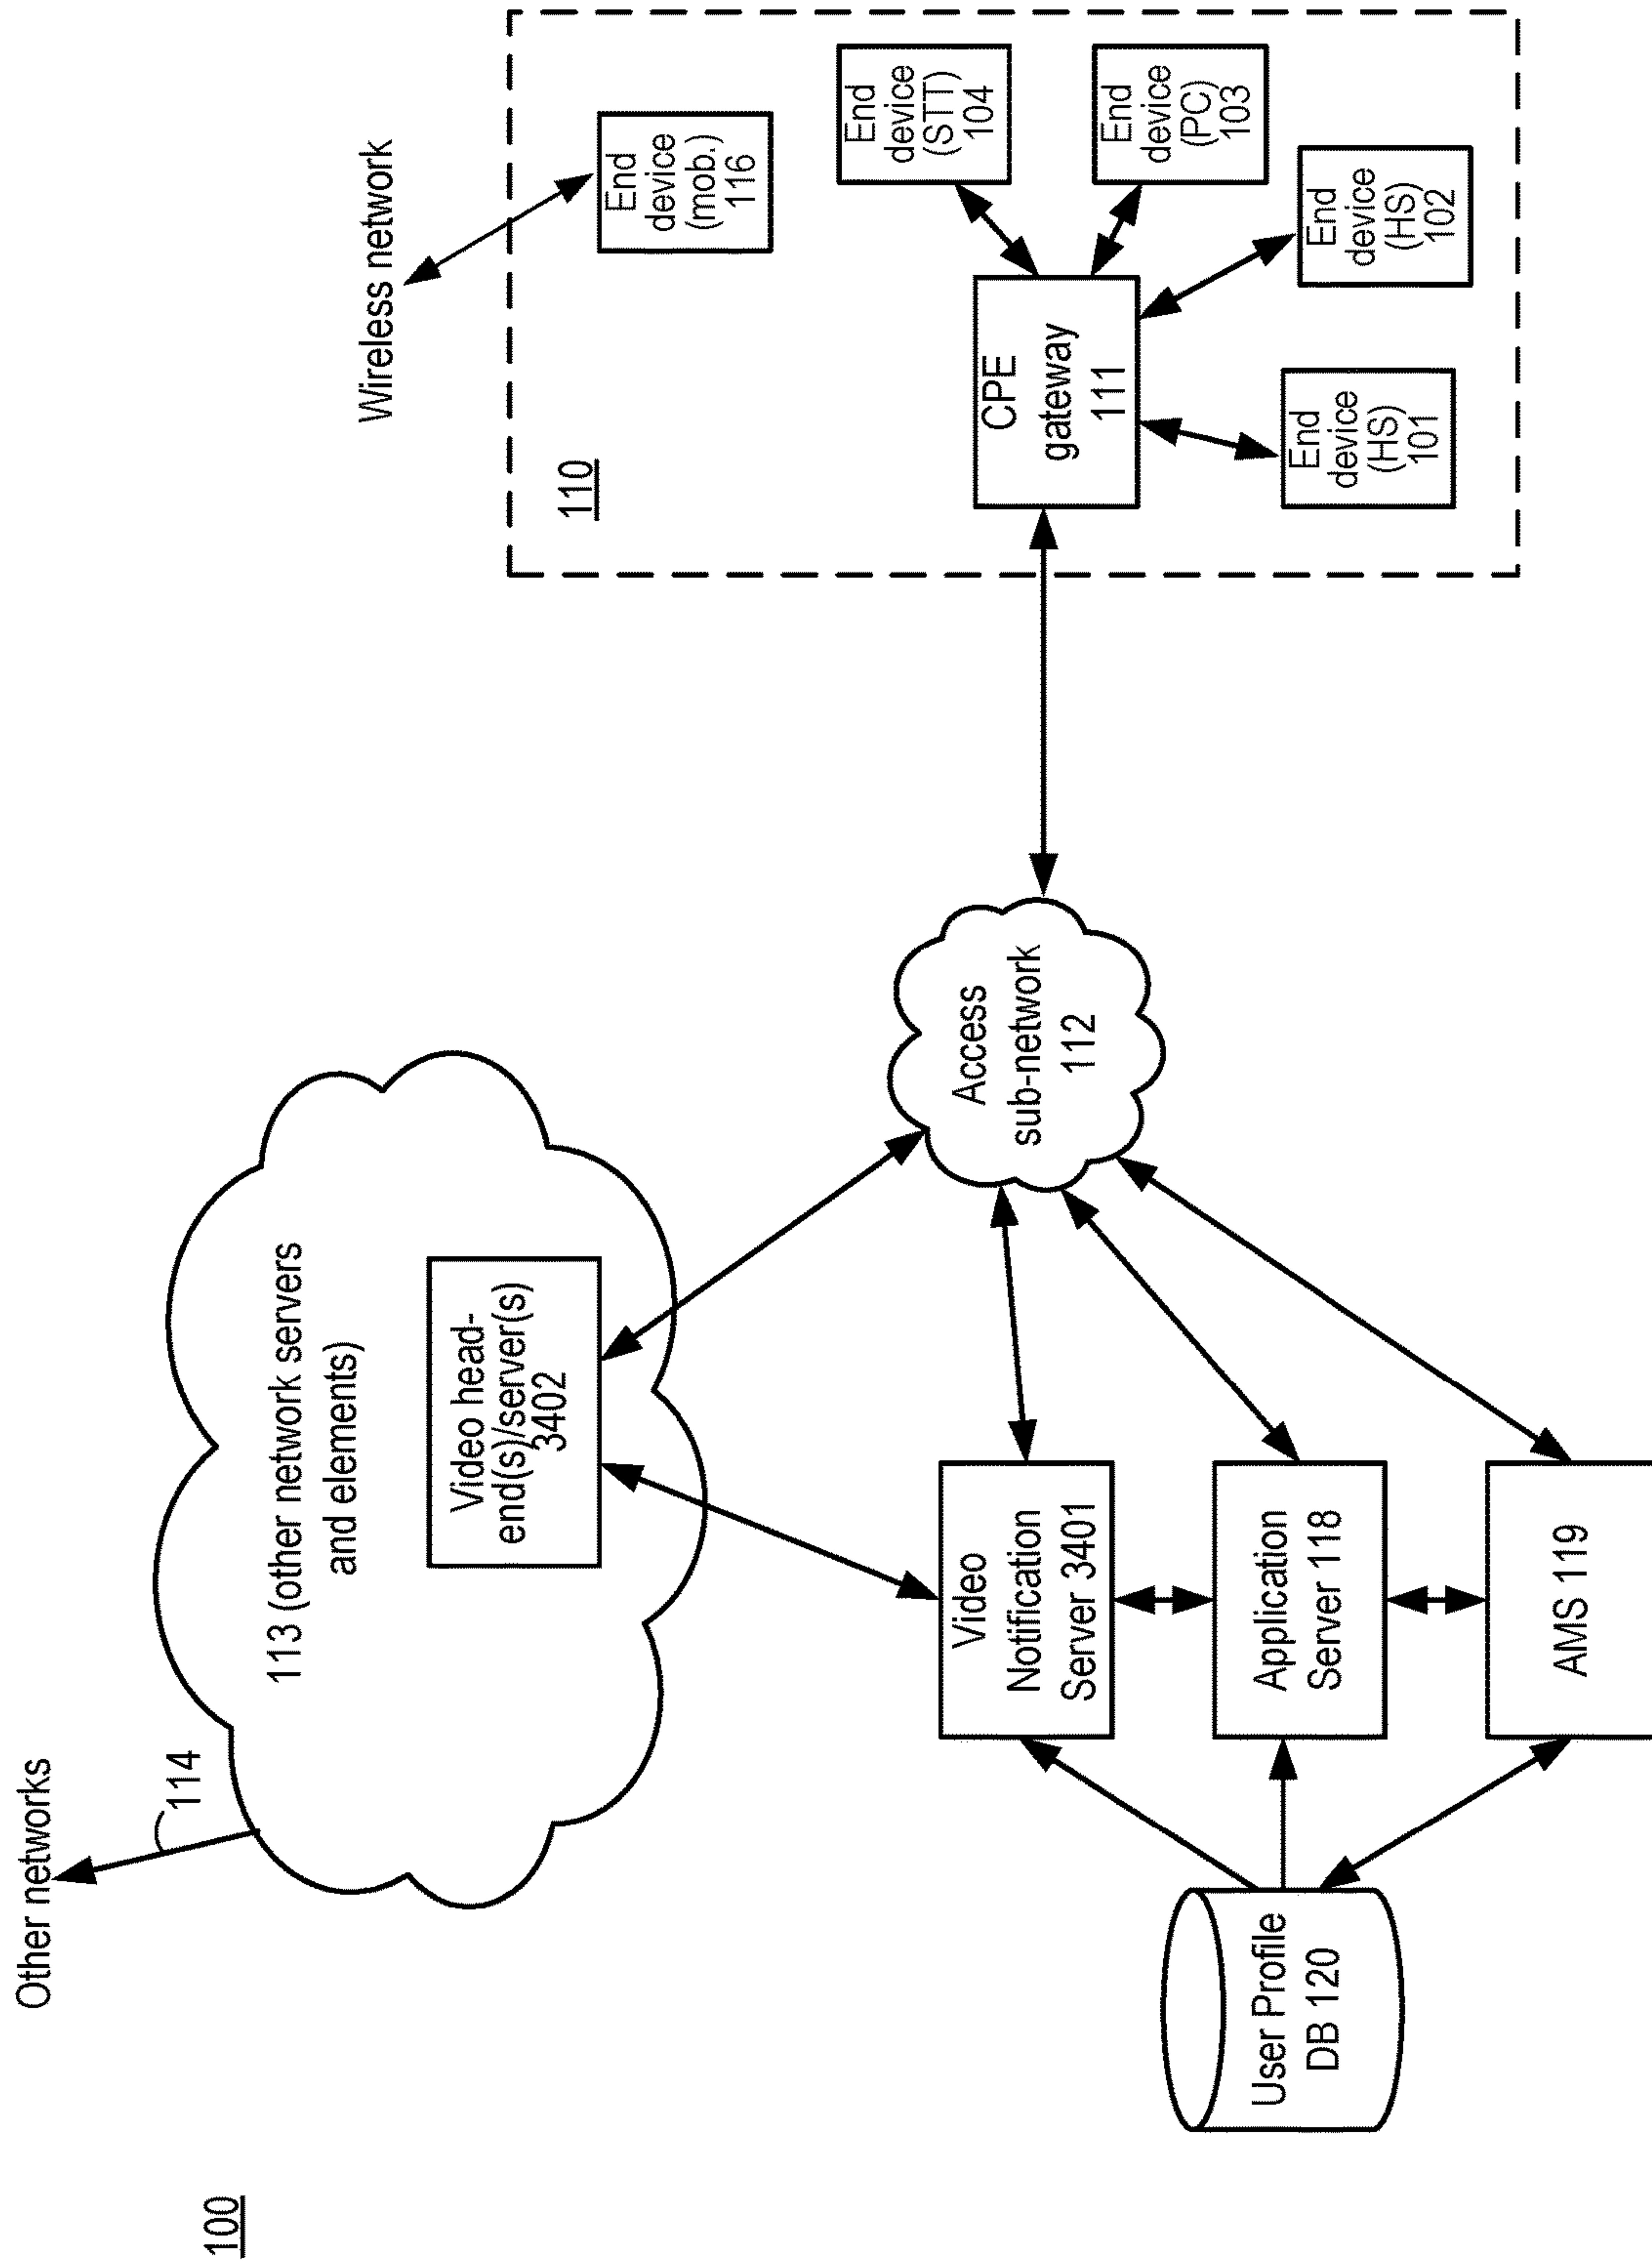 100
Other networks
114
113 (other network servers
and elements)
Video head-
end(s)/server(s)
3402
Wireless network
110
End
device
(mob.)
116
End
device
(STT)
104
End
device
(PC)
103
End
device
(HS)
102
End
device
(HS)
101
CPE
gateway
111
Access
sub-network
112
Video
Notification
Server 3401
Application
Server 118
AMS 119
User Profile
DB 120